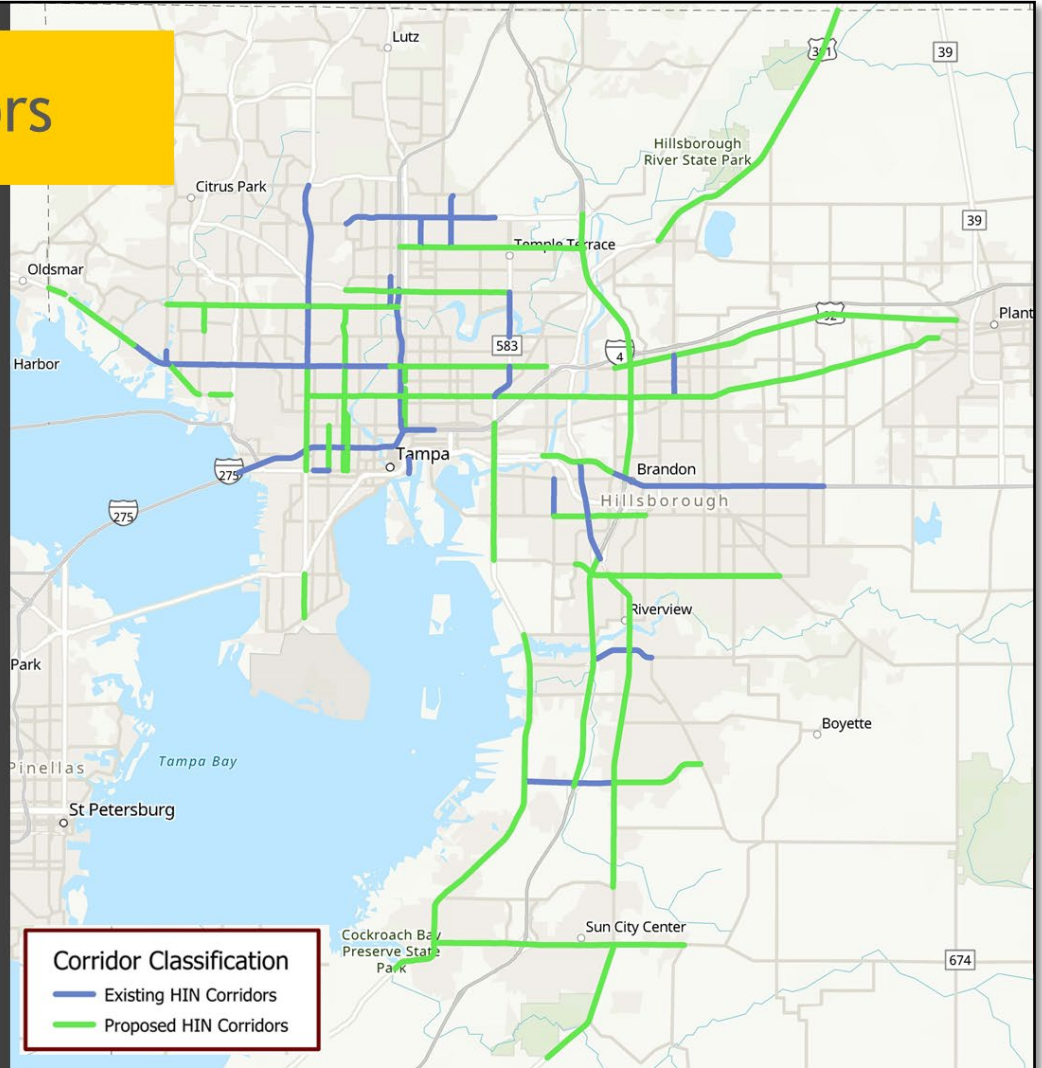 ors
Lutz
301
39
Hillsborough
River State Park
Citrus Park
39
Temple Terrace
Oldsmar
92
Plant
583
4
Harbor
Tampa
275
Brandon
Hillsborough
275
Riverview
Park
Boyette
Pinellas
Tampa Bay
St Petersburg
Cockroach Bay
Preserve State
Park
Sun City Center
674
Corridor Classification
Existing HIN Corridors
Proposed HIN Corridors